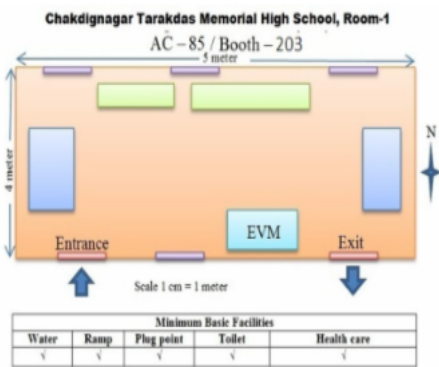 Chakdignagar Tarakdas Memorial High School, Room-1
AC – 85 / Booth – 203
5 meter
4 meter
N
EVM
Entrance
Exit
Scale 1 cm = 1 meter
Minimum Basic Facilities
Water Ramp Plug point Toilet Health care
√ √ √ √ √